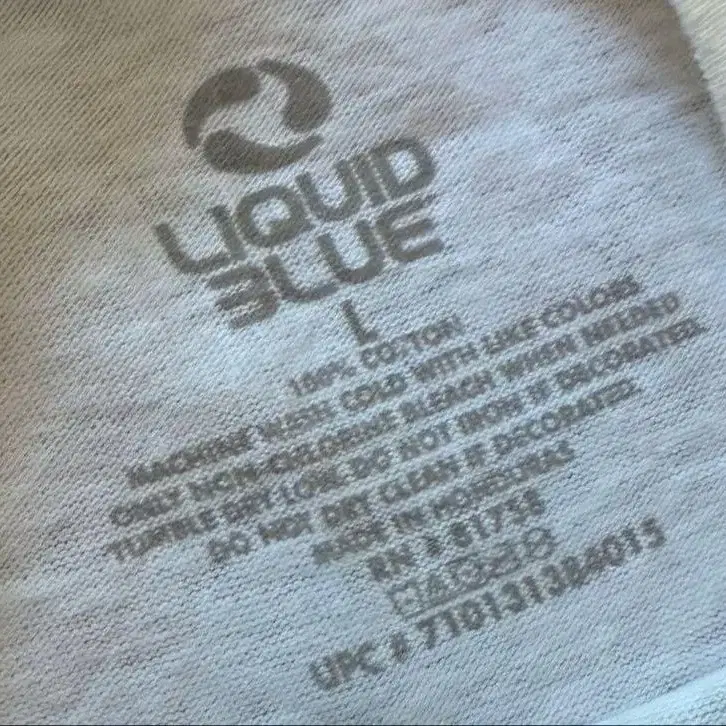 LIQUID
BLUE
L
100% COTTON
MACHINE WASH COLD WITH LIKE COLORS
ONLY NON-CHLORINE BLEACH WHEN NEEDED
TUMBLE DRY LOW. DO NOT IRON IF DECORATED.
DO NOT DRY CLEAN IF DECORATED.
MADE IN HONDURAS
RN # 81758
UPC # 710131384015